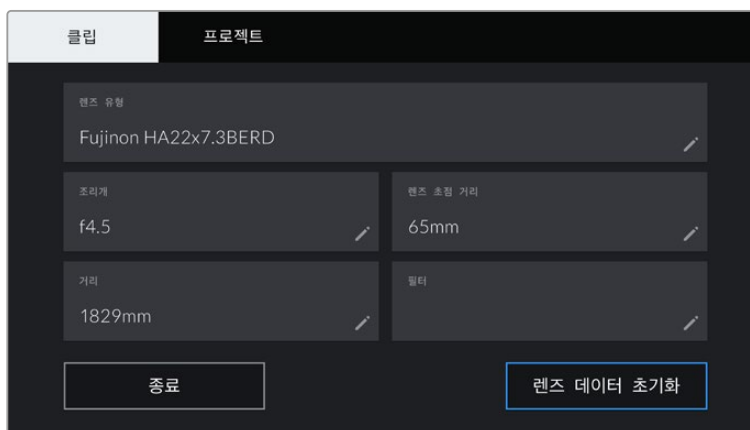 클립 프로젝트
렌즈 유형
Fujinon HA22x7.3BERD
조리개 렌즈 초점 거리
f4.5 65mm
거리 필터
1829mm
종료 렌즈 데이터 초기화